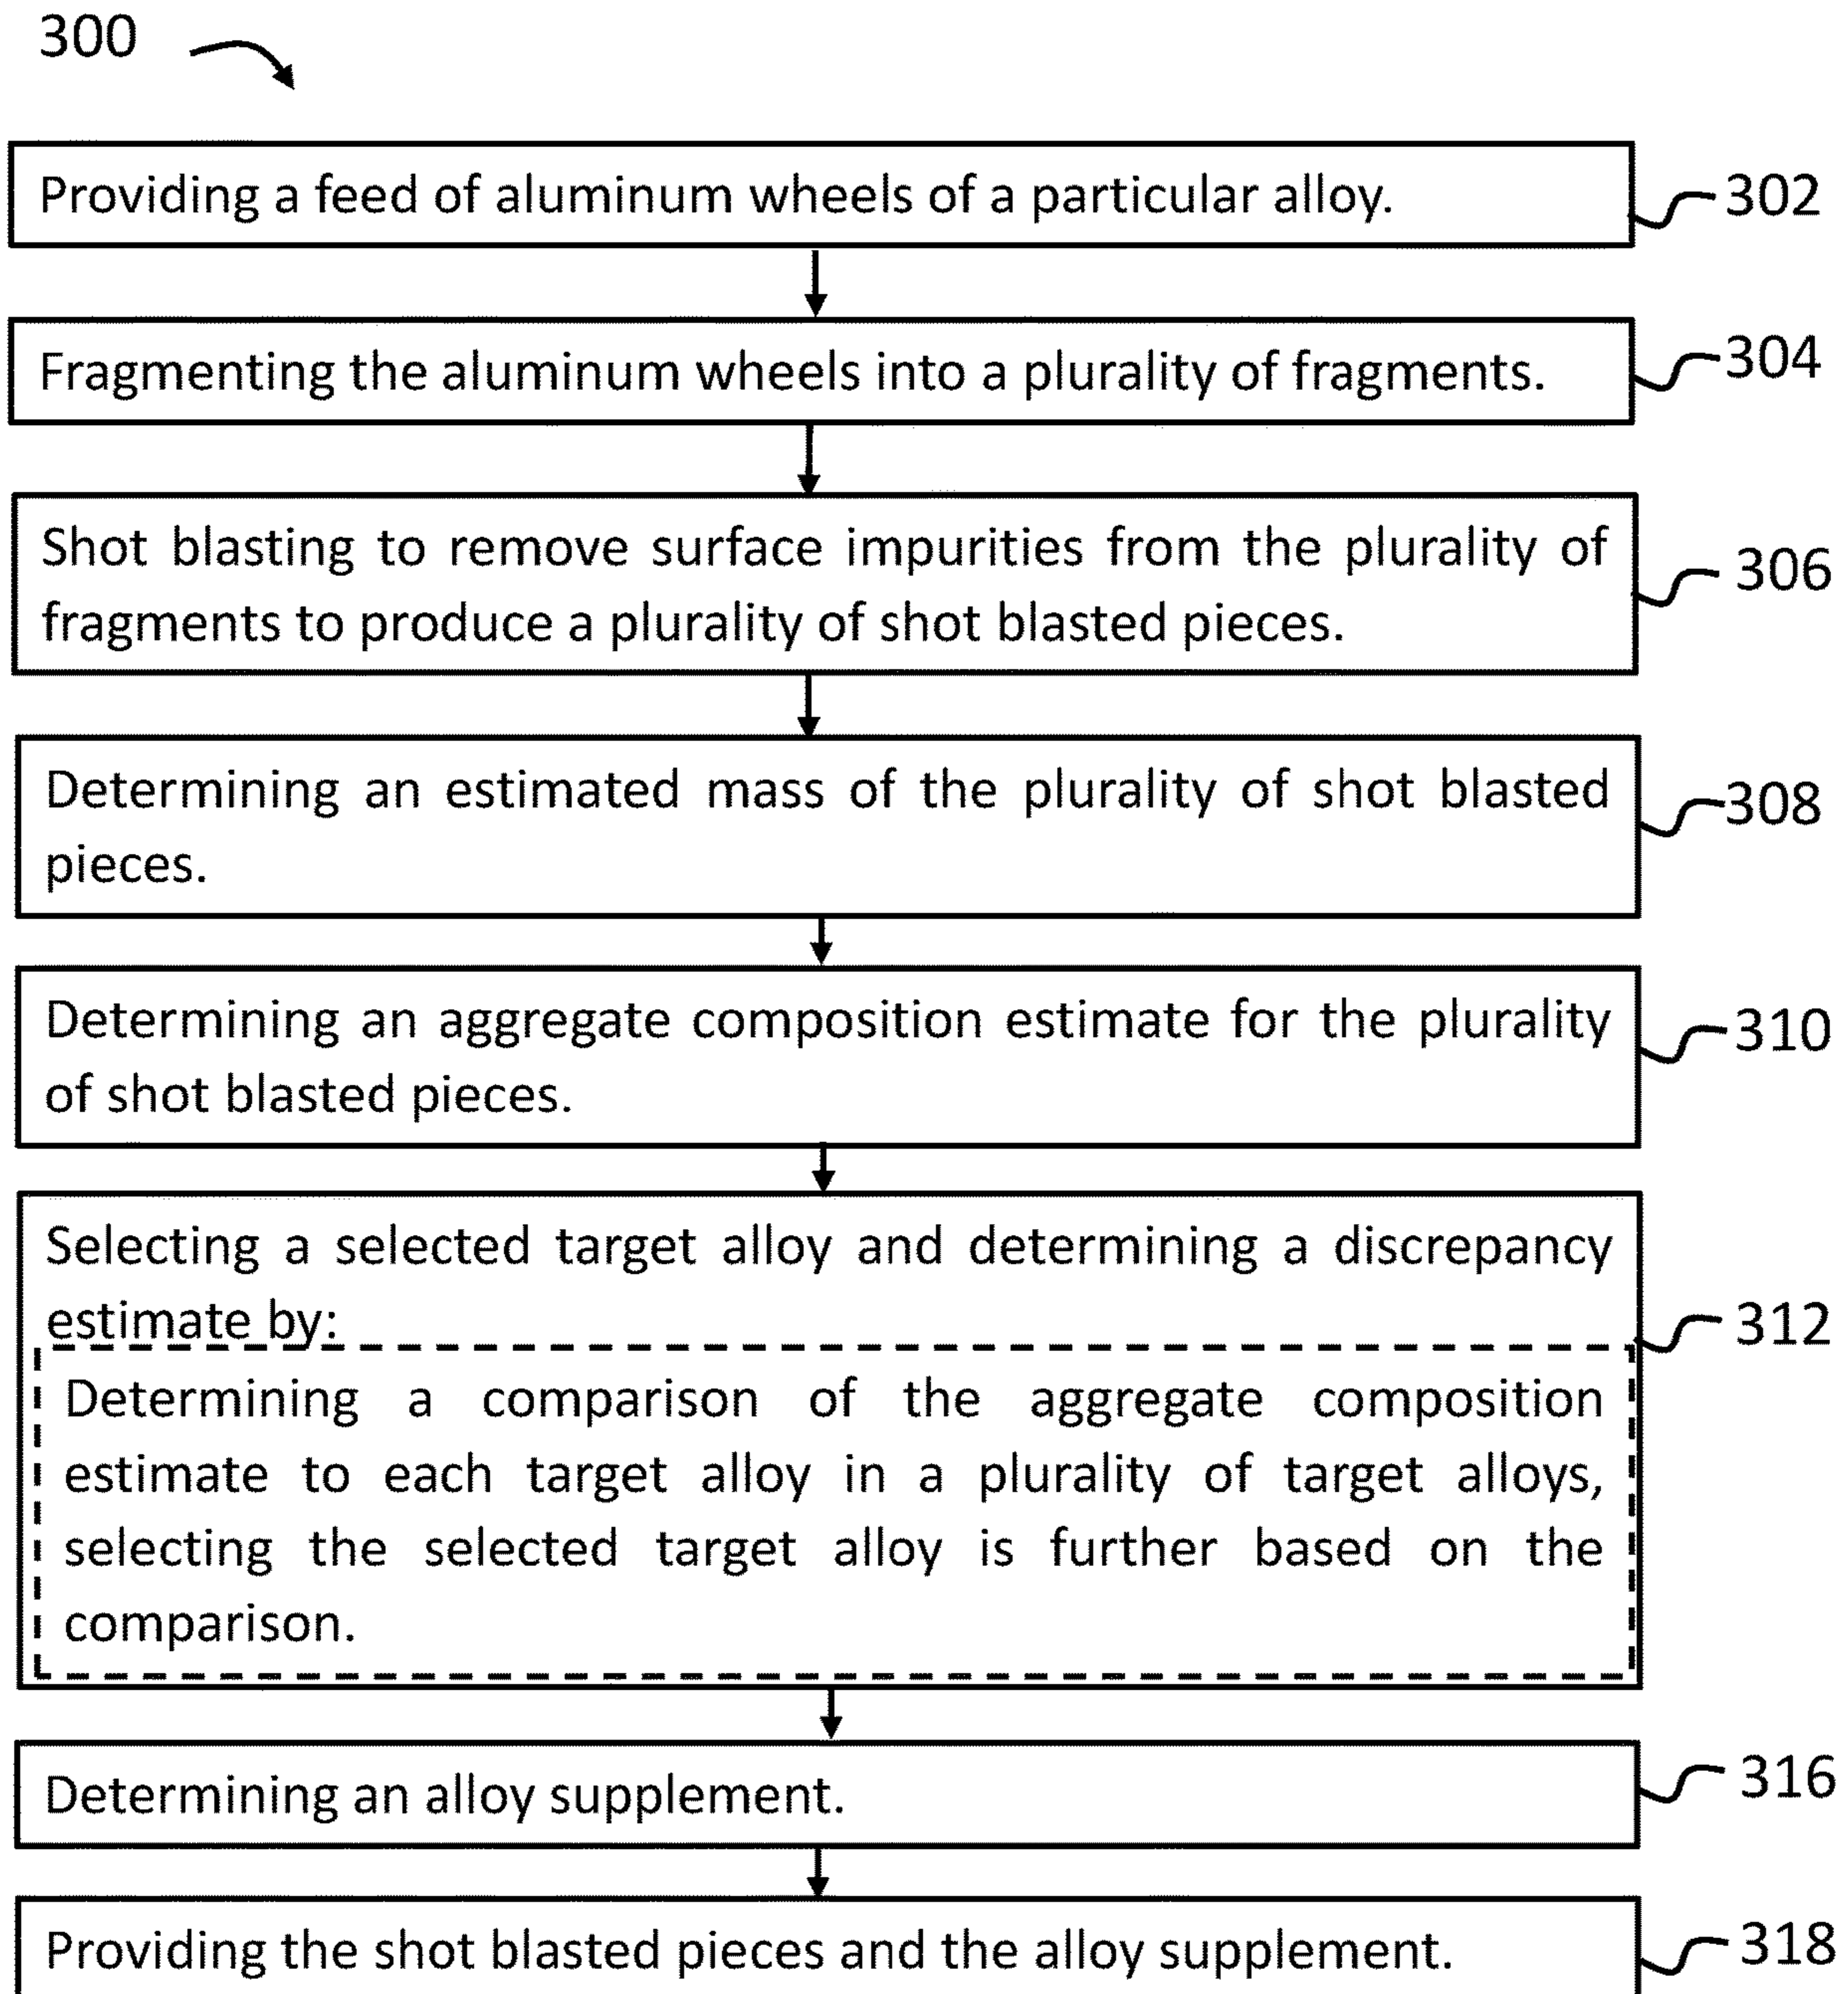 300
Providing a feed of aluminum wheels of a particular alloy.
302
Fragmenting the aluminum wheels into a plurality of fragments.
304
Shot blasting to remove surface impurities from the plurality of
fragments to produce a plurality of shot blasted pieces.
306
Determining an estimated mass of the plurality of shot blasted
pieces.
308
Determining an aggregate composition estimate for the plurality
of shot blasted pieces.
310
Selecting a selected target alloy and determining a discrepancy
estimate by:
312
Determining a comparison of the aggregate composition
estimate to each target alloy in a plurality of target alloys,
selecting the selected target alloy is further based on the
comparison.
Determining an alloy supplement.
316
Providing the shot blasted pieces and the alloy supplement.
318